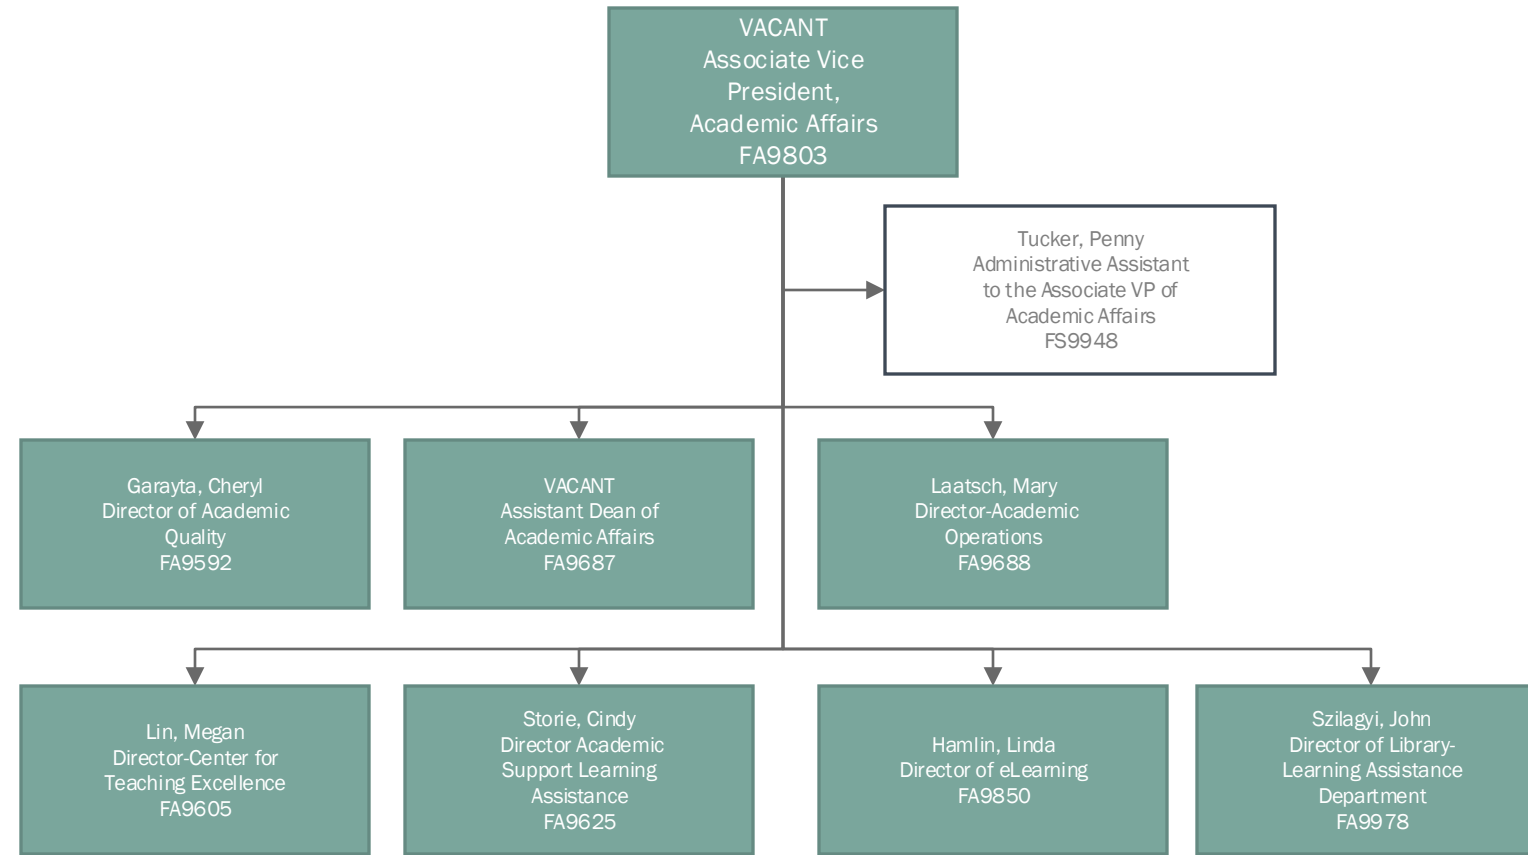 VACANT
Associate Vice
President,
Academic Affairs
FA9803
Tucker, Penny
Administrative Assistant
to the Associate VP of
Academic Affairs
FS9948
Garayta, Cheryl
Director of Academic
Quality
FA9592
VACANT
Assistant Dean of
Academic Affairs
FA9687
Laatsch, Mary
Director-Academic
Operations
FA9688
Lin, Megan
Director-Center for
Teaching Excellence
FA9605
Storie, Cindy
Director Academic
Support Learning
Assistance
FA9625
Hamlin, Linda
Director of eLearning
FA9850
Szilagyi, John
Director of Library-
Learning Assistance
Department
FA9978